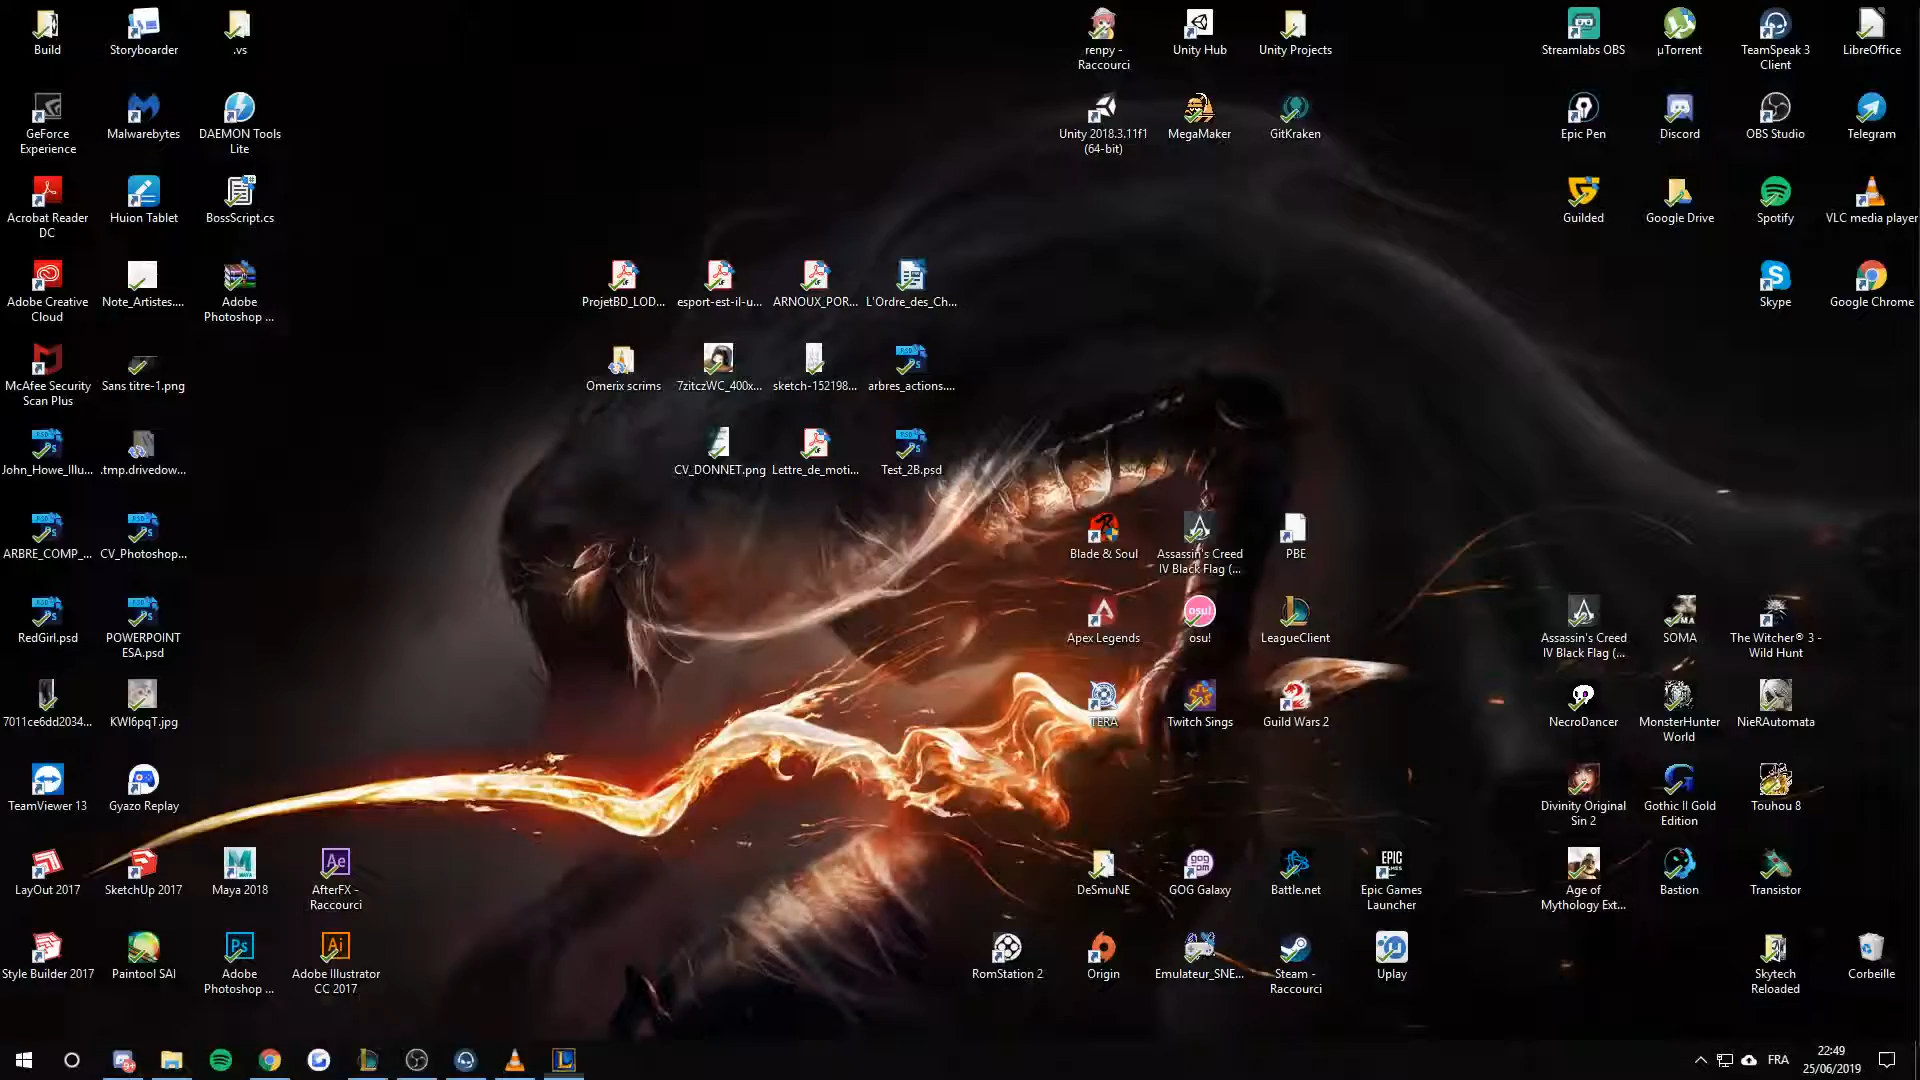 Build
Storyboarder
.vs
renpy -
Raccourci
Unity Hub
Unity Projects
Streamlabs OBS
µTorrent
TeamSpeak 3
Client
LibreOffice
GeForce
Experience
Malwarebytes
DAEMON Tools
Lite
Unity 2018.3.11f1
(64-bit)
MegaMaker
GitKraken
Epic Pen
Discord
OBS Studio
Telegram
Acrobat Reader
DC
Huion Tablet
BossScript.cs
Guilded
Google Drive
Spotify
VLC media player
Adobe Creative
Cloud
Note_Artistes....
Adobe
Photoshop ...
ProjetBD_LOD...
esport-est-il-u...
ARNOUX_POR...
L'Ordre_des_Ch...
Skype
Google Chrome
McAfee Security
Scan Plus
Sans titre-1.png
Omerix scrims
7zitczWC_400x...
sketch-152198...
arbres_actions....
John_Howe_Illu...
.tmp.drivedow...
CV_DONNET.png
Lettre_de_moti...
Test_2B.psd
ARBRE_COMP_...
CV_Photoshop...
Blade & Soul
Assassin's Creed
IV Black Flag (...
PBE
RedGirl.psd
POWERPOINT
ESA.psd
Apex Legends
osu!
osu!
LeagueClient
Assassin's Creed
IV Black Flag (...
SOMA
The Witcher® 3 -
Wild Hunt
7011ce6dd2034...
KWl6pqT.jpg
TERA
Twitch Sings
Guild Wars 2
NecroDancer
MonsterHunter
World
NieRAutomata
TeamViewer 13
Gyazo Replay
Divinity Original
Sin 2
Gothic II Gold
Edition
Touhou 8
LayOut 2017
SketchUp 2017
Maya 2018
AfterFX -
Raccourci
DeSmuNE
GOG Galaxy
Battle.net
Epic Games
Launcher
Age of
Mythology Ext...
Bastion
Transistor
Style Builder 2017
Paintool SAI
Adobe
Photoshop ...
Adobe Illustrator
CC 2017
RomStation 2
Origin
Emulateur_SNE...
Steam -
Raccourci
Uplay
Skytech
Reloaded
Corbeille
FRA
22:49
25/06/2019